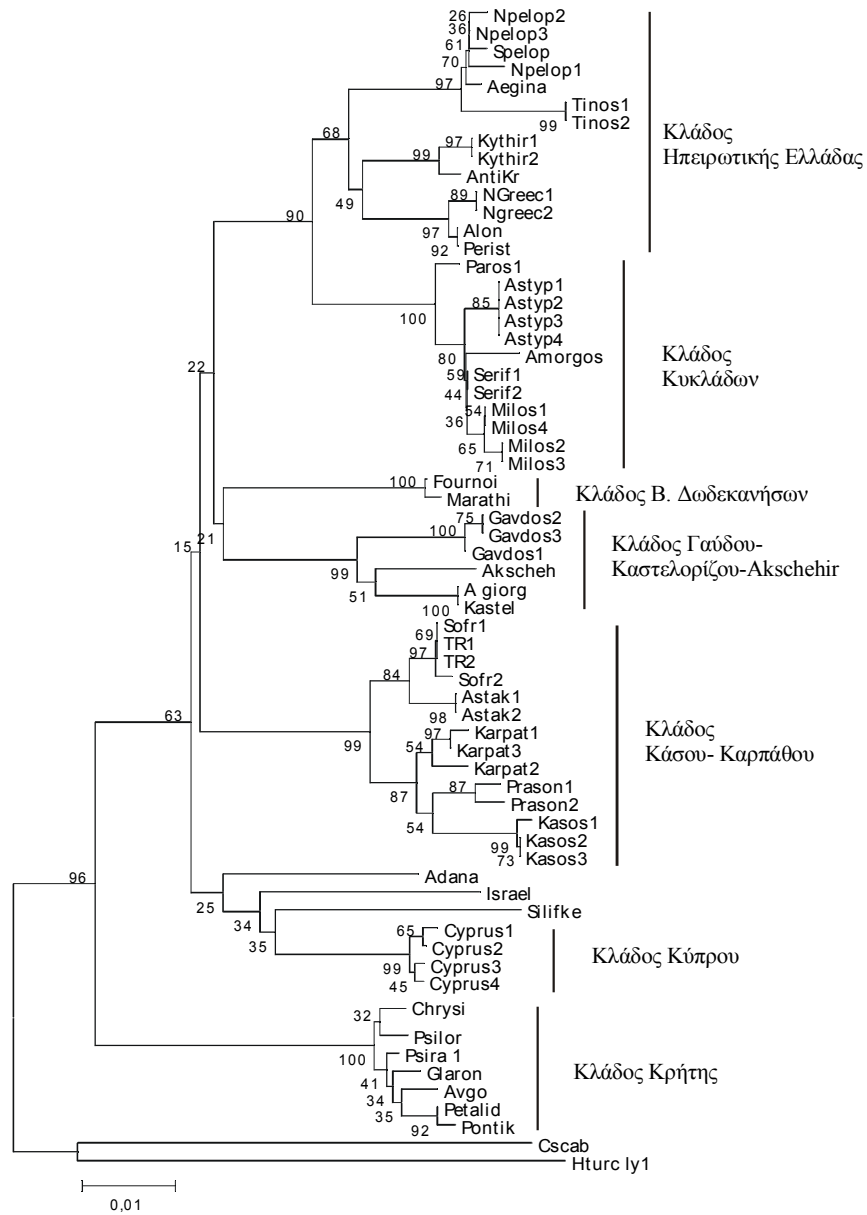 26
Npelop2
36
Npelop3
61
Spelop
70
Npelop1
97
Aegina
Tinos1
99
Tinos2
Κλάδος
Ηπειρωτικής Ελλάδας
68
97
Kythir1
99
Kythir2
AntiKr
89
NGreec1
49
Ngreec2
90
97
Alon
92
Perist
Paros1
Astyp1
85
Astyp2
100
Astyp3
Astyp4
80
Amorgos
Κλάδος
Κυκλάδων
22
59
Serif1
44
Serif2
54
Milos1
36
Milos4
65
Milos2
71
Milos3
100
Fournoi
Marathi
Κλάδος Β. Δωδεκανήσων
75
Gavdos2
100
Gavdos3
15
21
Gavdos1
99
Akscheh
51
A giorg
100
Kastel
Κλάδος Γαύδου-
Καστελορίζου-Akschehir
Sofr1
69
TR1
97
TR2
84
Sofr2
Astak1
98
Astak2
63
99
97
Karpat1
54
Karpat3
Karpat2
87
87
Prason1
54
Prason2
Kasos1
99
Kasos2
73
Kasos3
Κλάδος
Κάσου- Καρπάθου
96
Adana
25
Israel
34
Silifke
35
65
Cyprus1
Cyprus2
99
Cyprus3
45
Cyprus4
Κλάδος Κύπρου
Chrysi
32
Psilor
100
Psira 1
41
Glaron
34
Avgo
35
Petalid
92
Pontik
Κλάδος Κρήτης
Cscab
Hturc ly1
0,01